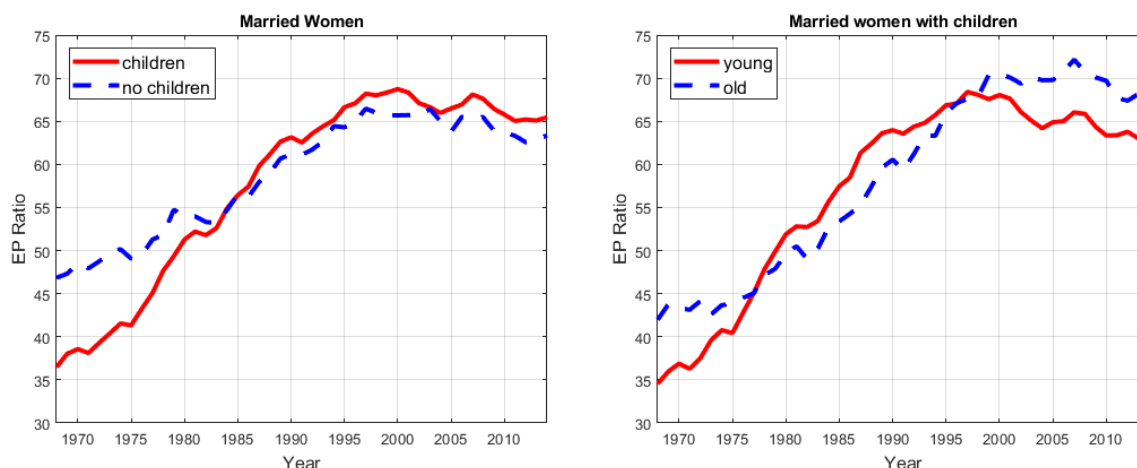 Married Women
children
no children
EP Ratio
75
70
65
60
55
50
45
40
35
30
1970 1975 1980 1985 1990 1995 2000 2005 2010
Year
Married women with children
young
old
EP Ratio
75
70
65
60
55
50
45
40
35
30
1970 1975 1980 1985 1990 1995 2000 2005 2010
Year